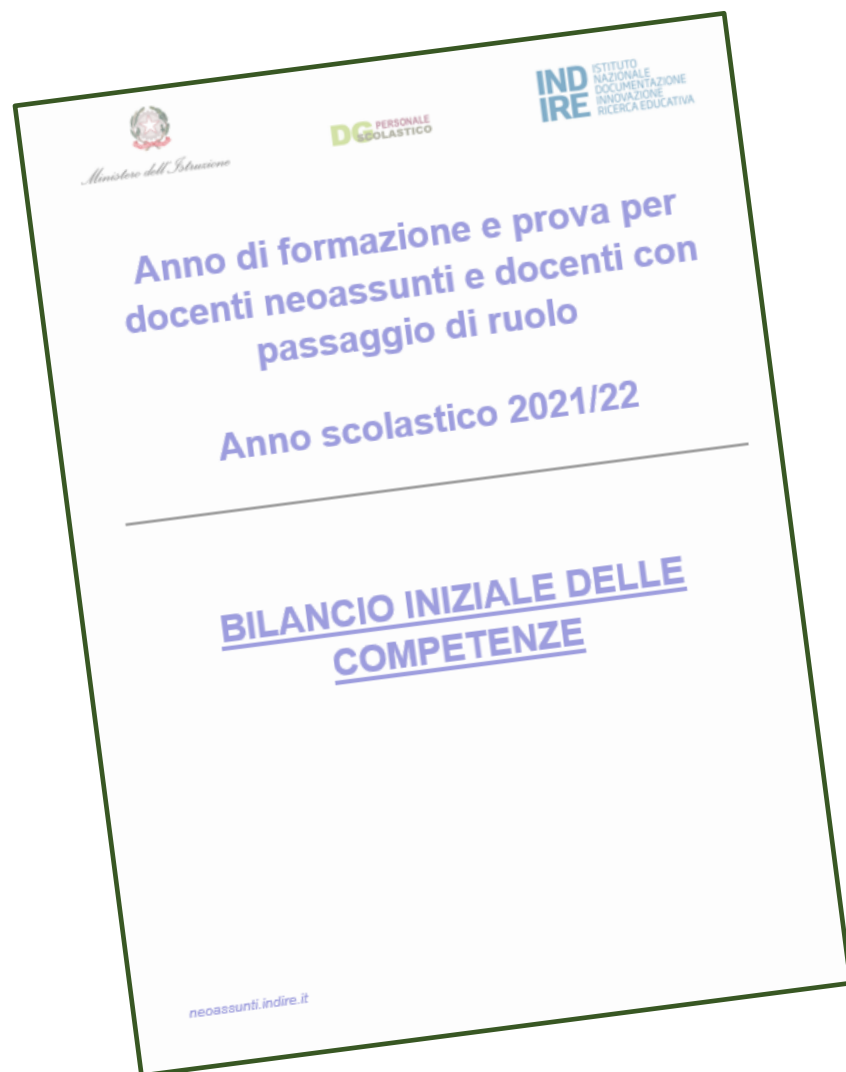 Ministero dell'Istruzione
DG PERSONALE
SCOLASTICO
IND
IRE
ISTITUTO
NAZIONALE
DOCUMENTAZIONE
INNOVAZIONE
RICERCA EDUCATIVA
Anno di formazione e prova per
docenti neoassunti e docenti con
passaggio di ruolo
Anno scolastico 2021/22
BILANCIO INIZIALE DELLE
COMPETENZE
neoassunti.indire.it